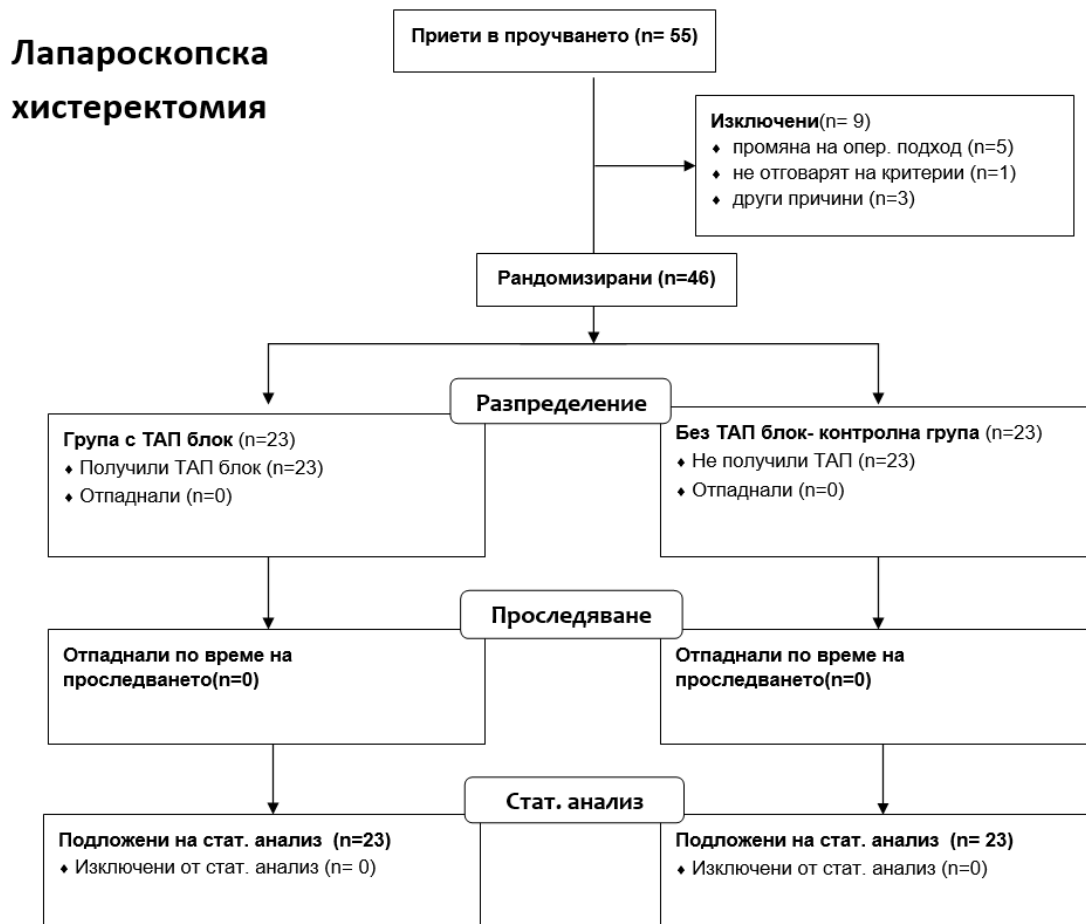 Лапароскопска
хистеректомия
Приети в проучването (n= 55)
Изключени(n= 9)
♦ промяна на опер. подход (n=5)
♦ не отговарят на критерии (n=1)
♦ други причини (n=3)
Рандомизирани (n=46)
Разпределение
Група с ТАП блок (n=23)
♦ Получили ТАП блок (n=23)
♦ Отпаднали (n=0)
Без ТАП блок- контролна група (n=23)
♦ Не получили ТАП (n=23)
♦ Отпаднали (n=0)
Проследяване
Отпаднали по време на
проследването(n=0)
Отпаднали по време на
проследването(n=0)
Стат. анализ
Подложени на стат. анализ (n=23)
♦ Изключени от стат. анализ (n= 0)
Подложени на стат. анализ (n= 23)
♦ Изключени от стат. анализ (n=0)